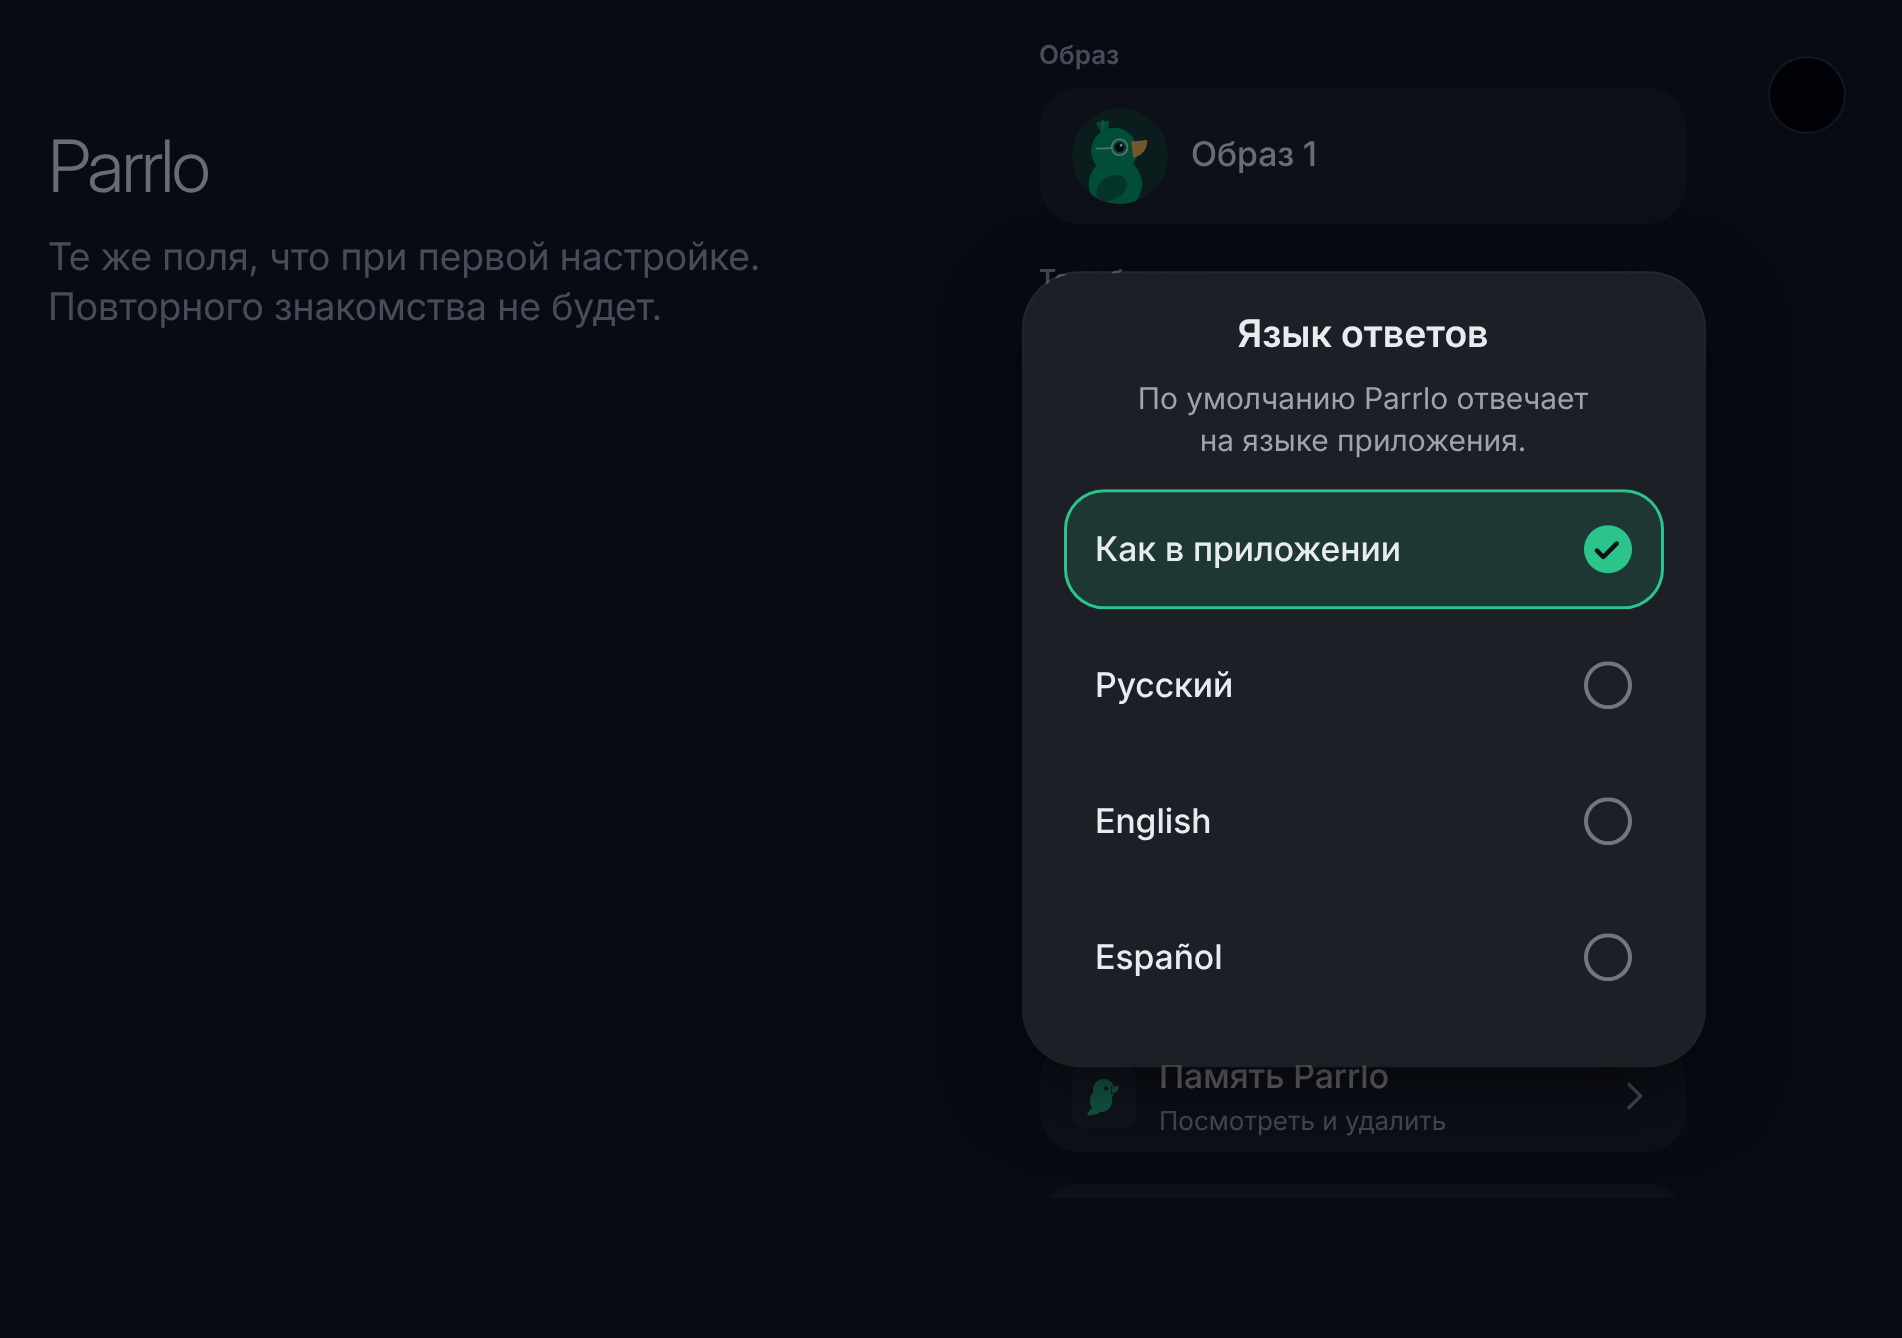 Parrlo
Те же поля, что при первой настройке.
Повторного знакомства не будет.
Образ
Образ 1
Язык ответов
По умолчанию Parrlo отвечает
на языке приложения.
Как в приложении
Русский
English
Español
Память Parrlo
Посмотреть и удалить